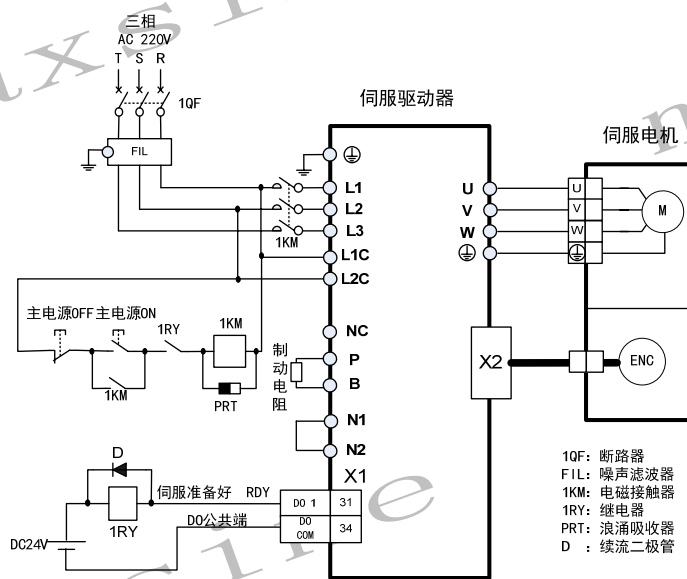 三相
AC 220V
T S R
1QF
FIL
伺服驱动器
伺服电机
L1
L2
L3
1KM
L1C
L2C
U
V
W
U
V
W
M
主电源OFF 主电源ON
1RY
1KM
1KM
PRT
NC
制动电阻
P
B
N1
N2
X2
ENC
X1
D
1RY
伺服准备好 RDY
DO 1
31
DO公共端
DO COM
34
DC24V
1QF: 断路器
FIL: 噪声滤波器
1KM: 电磁接触器
1RY: 继电器
PRT: 浪涌吸收器
D : 续流二极管